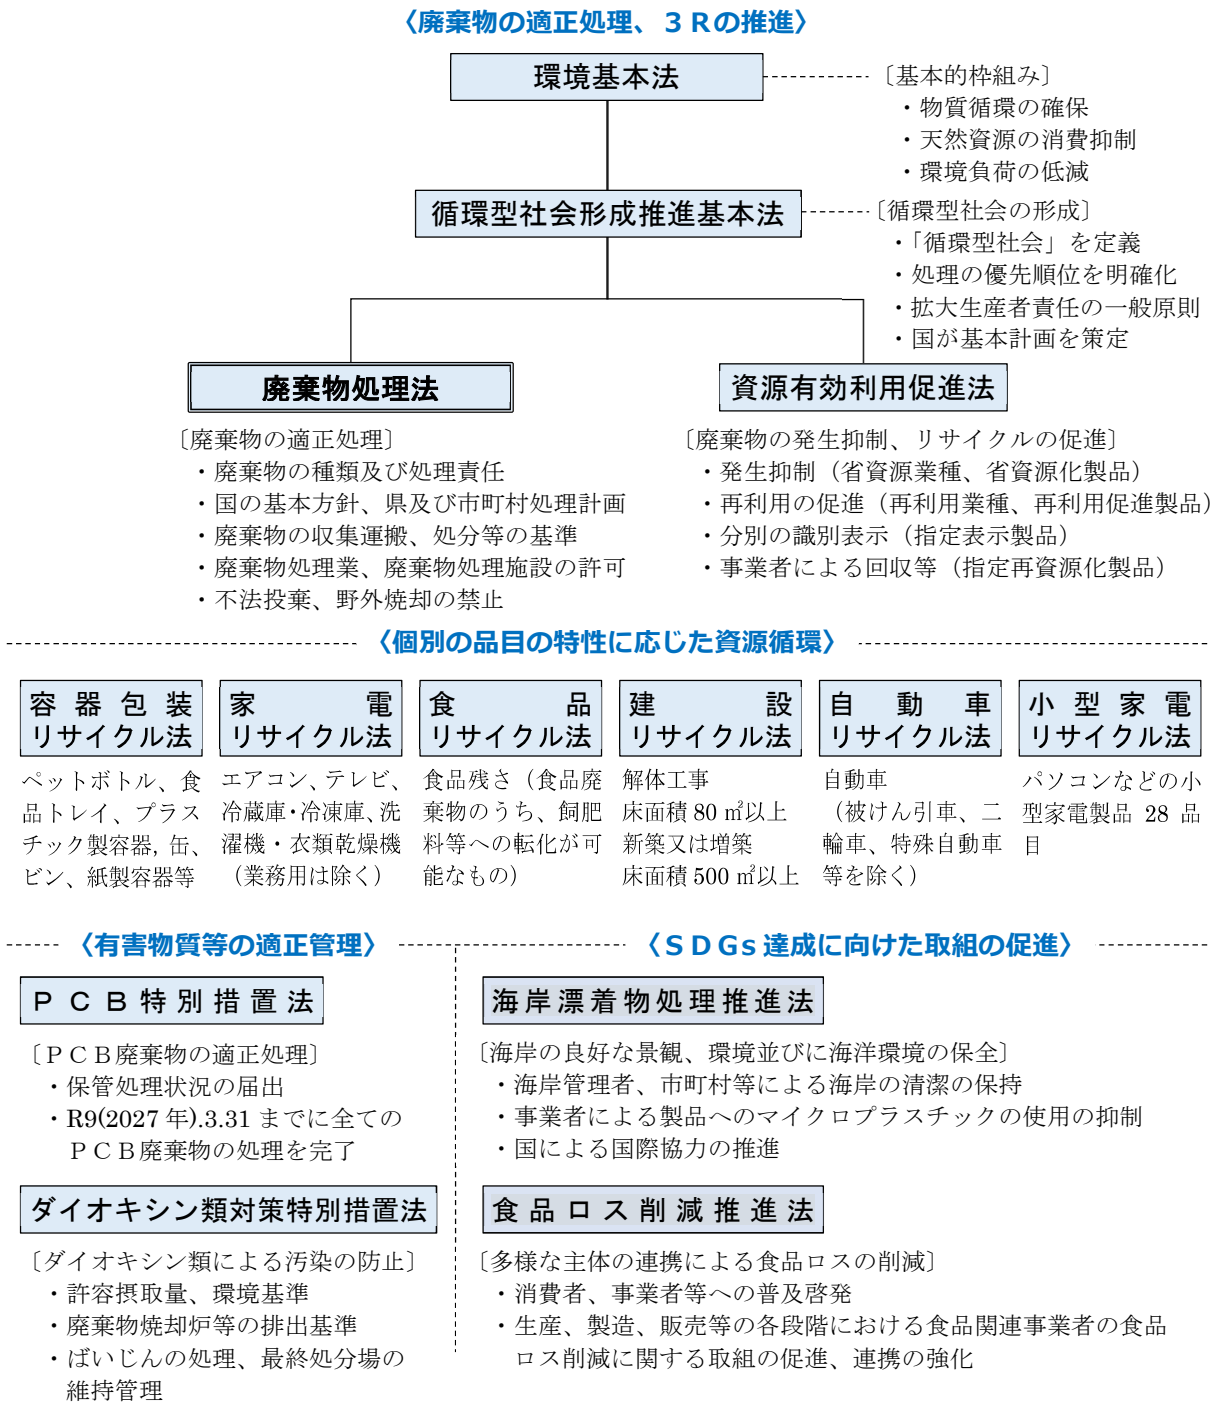 〈廃棄物の適正処理、３Ｒの推進〉
環境基本法
〔基本的枠組み〕
・物質循環の確保
・天然資源の消費抑制
・環境負荷の低減
循環型社会形成推進基本法
〔循環型社会の形成〕
・「循環型社会」を定義
・処理の優先順位を明確化
・拡大生産者責任の一般原則
・国が基本計画を策定
廃棄物処理法
〔廃棄物の適正処理〕
・廃棄物の種類及び処理責任
・国の基本方針、県及び市町村処理計画
・廃棄物の収集運搬、処分等の基準
・廃棄物処理業、廃棄物処理施設の許可
・不法投棄、野外焼却の禁止
資源有効利用促進法
〔廃棄物の発生抑制、リサイクルの促進〕
・発生抑制（省資源業種、省資源化製品）
・再利用の促進（再利用業種、再利用促進製品）
・分別の識別表示（指定表示製品）
・事業者による回収等（指定再資源化製品）
〈個別の品目の特性に応じた資源循環〉
容器包装
リサイクル法
ペットボトル、食
品トレイ、プラス
チック製容器，缶、
ビン、紙製容器等
家電
リサイクル法
エアコン、テレビ、
冷蔵庫・冷凍庫、洗
濯機・衣類乾燥機
（業務用は除く）
食品
リサイクル法
食品残さ（食品廃
棄物のうち、飼肥
料等への転化が可
能なもの）
建設
リサイクル法
解体工事
床面積 80 ㎡以上
新築又は増築
床面積 500 ㎡以上
自動車
リサイクル法
自動車
（被けん引車、二
輪車、特殊自動車
等を除く）
小型家電
リサイクル法
パソコンなどの小
型家電製品 28 品
目
〈有害物質等の適正管理〉
ＰＣＢ特別措置法
〔ＰＣＢ廃棄物の適正処理〕
・保管処理状況の届出
・R9(2027 年).3.31 までに全ての
ＰＣＢ廃棄物の処理を完了
ダイオキシン類対策特別措置法
〔ダイオキシン類による汚染の防止〕
・許容摂取量、環境基準
・廃棄物焼却炉等の排出基準
・ばいじんの処理、最終処分場の
維持管理
〈ＳＤＧs 達成に向けた取組の促進〉
海岸漂着物処理推進法
〔海岸の良好な景観、環境並びに海洋環境の保全〕
・海岸管理者、市町村等による海岸の清潔の保持
・事業者による製品へのマイクロプラスチックの使用の抑制
・国による国際協力の推進
食品ロス削減推進法
〔多様な主体の連携による食品ロスの削減〕
・消費者、事業者等への普及啓発
・生産、製造、販売等の各段階における食品関連事業者の食品
ロス削減に関する取組の促進、連携の強化